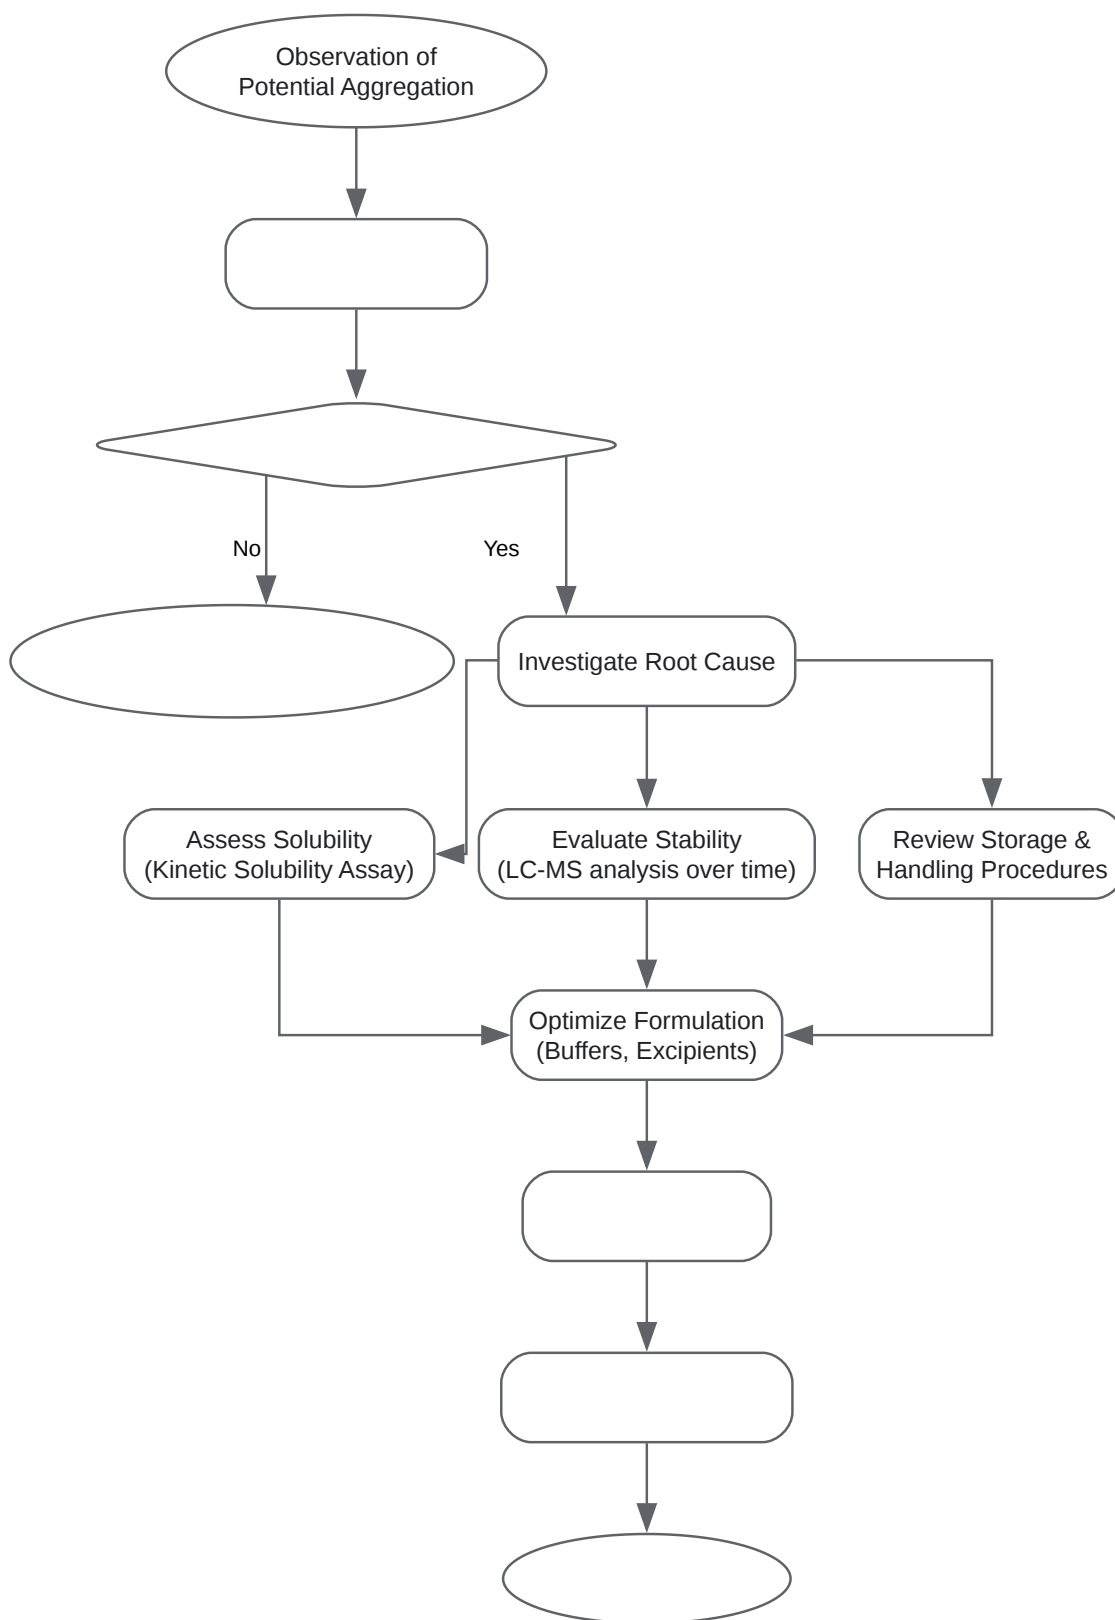 Observation of
Potential Aggregation
No
Yes
Investigate Root Cause
Assess Solubility
(Kinetic Solubility Assay)
Evaluate Stability
(LC-MS analysis over time)
Review Storage &
Handling Procedures
Optimize Formulation
(Buffers, Excipients)